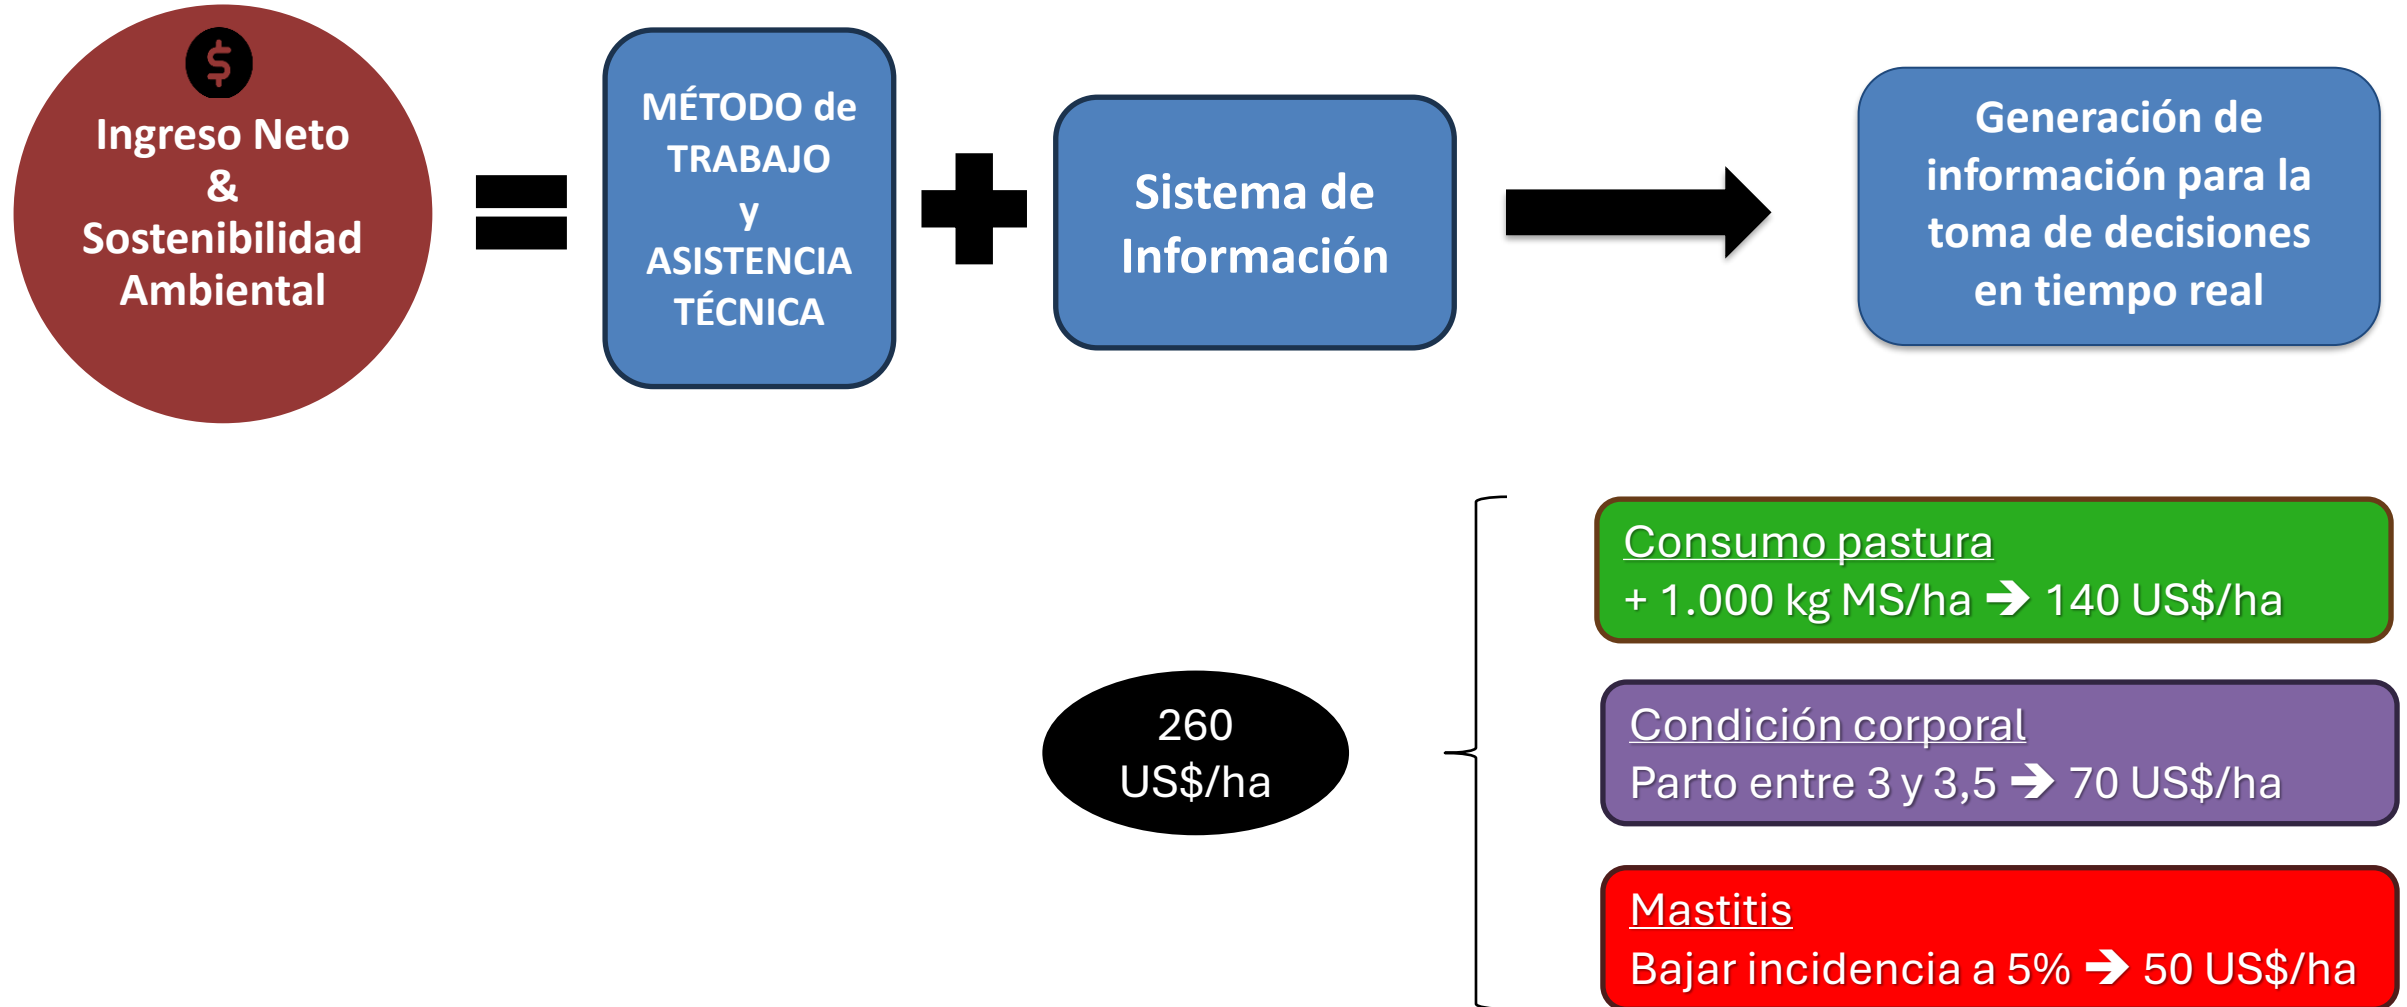 $
Ingreso Neto
&
Sostenibilidad
Ambiental
MÉTODO de
TRABAJO
y
ASISTENCIA
TÉCNICA
Sistema de
Información
Generación de
información para la
toma de decisiones
en tiempo real
260
US$/ha
Consumo pastura
+ 1.000 kg MS/ha ➔ 140 US$/ha
Condición corporal
Parto entre 3 y 3,5 ➔ 70 US$/ha
Mastitis
Bajar incidencia a 5% ➔ 50 US$/ha